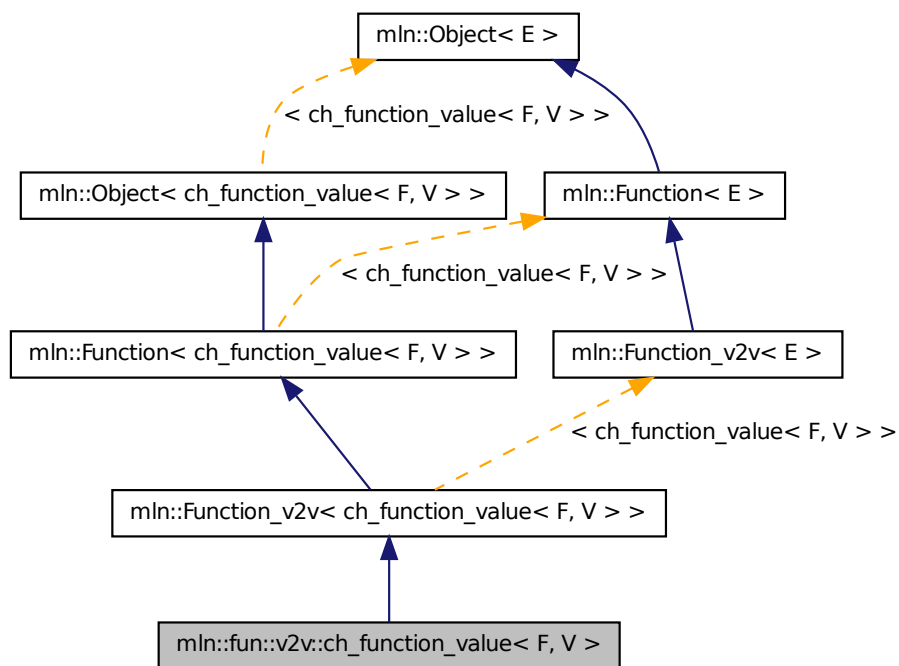 mln::Object< E >
< ch_function_value< F, V > >
mln::Object< ch_function_value< F, V > >
mln::Function< E >
< ch_function_value< F, V > >
mln::Function< ch_function_value< F, V > >
mln::Function_v2v< E >
< ch_function_value< F, V > >
mln::Function_v2v< ch_function_value< F, V > >
mln::fun::v2v::ch_function_value< F, V >